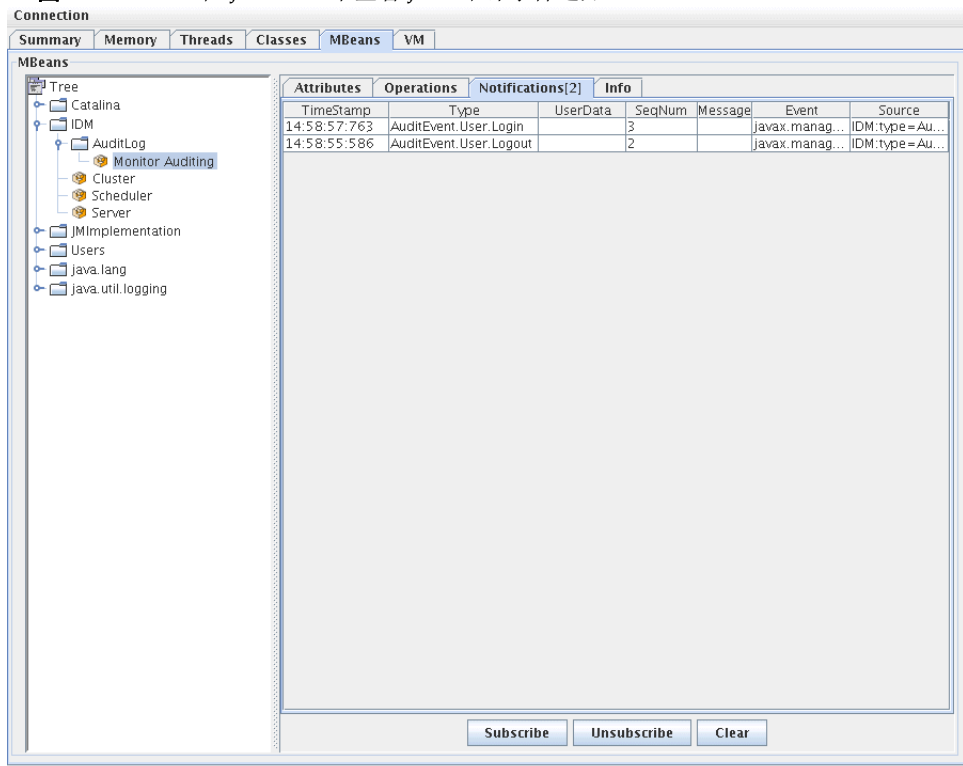 Connection
Summary Memory Threads Classes MBeans VM
MBeans
Tree
Catalina
IDM
AuditLog
Monitor Auditing
Cluster
Scheduler
Server
JMImplementation
Users
java.lang
java.util.logging
Attributes Operations Notifications[2] Info
TimeStamp Type UserData SeqNum Message Event Source
14:58:57:763 AuditEvent.User.Login 3 javax.manag... IDM:type=Au...
14:58:55:586 AuditEvent.User.Logout 2 javax.manag... IDM:type=Au...
Subscribe Unsubscribe Clear